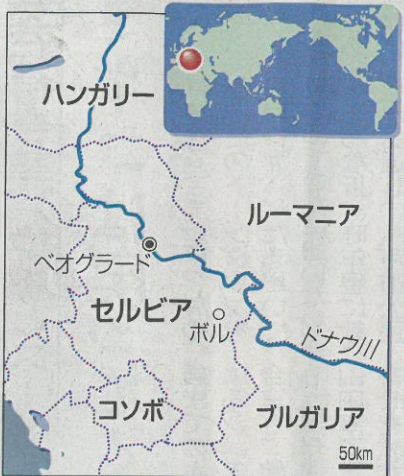 ハンガリー
ルーマニア
ベオグラード
セルビア
ボル
ドナウ川
コソボ
ブルガリア
50km